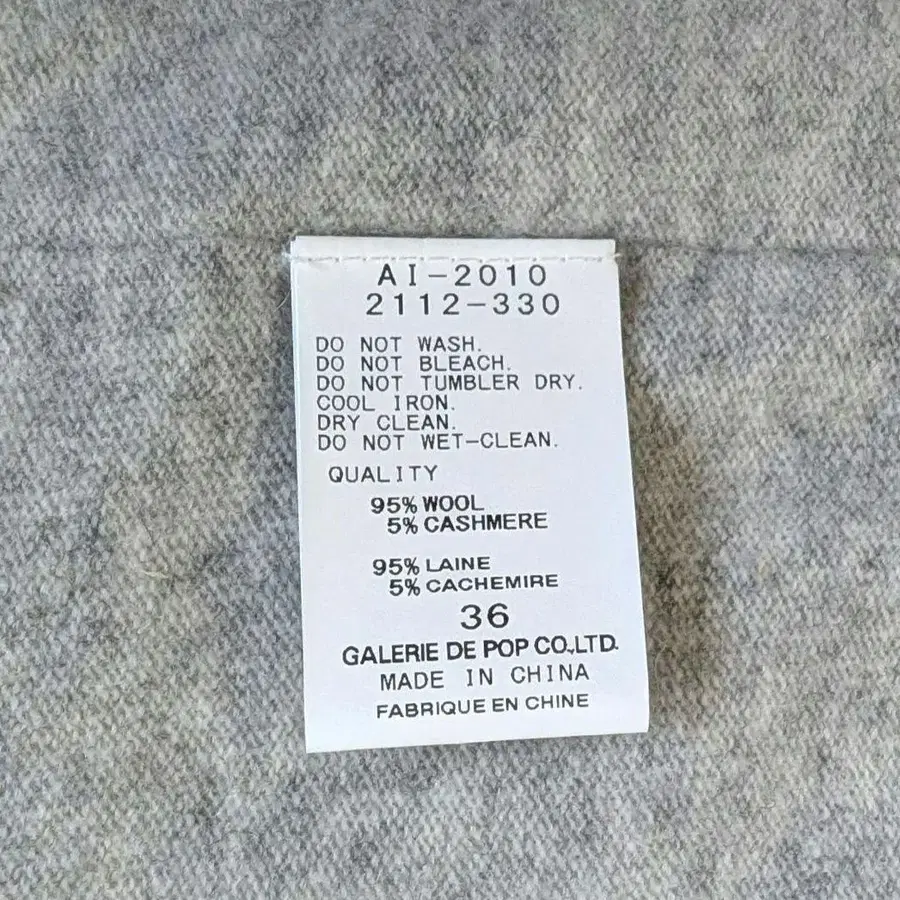 AI-2010
2112-330
DO NOT WASH.
DO NOT BLEACH.
DO NOT TUMBLER DRY.
COOL IRON.
DRY CLEAN.
DO NOT WET-CLEAN.
QUALITY
95% WOOL
5% CASHMERE
95% LAINE
5% CACHEMIRE
36
GALERIE DE POP CO.,LTD.
MADE IN CHINA
FABRIQUE EN CHINE